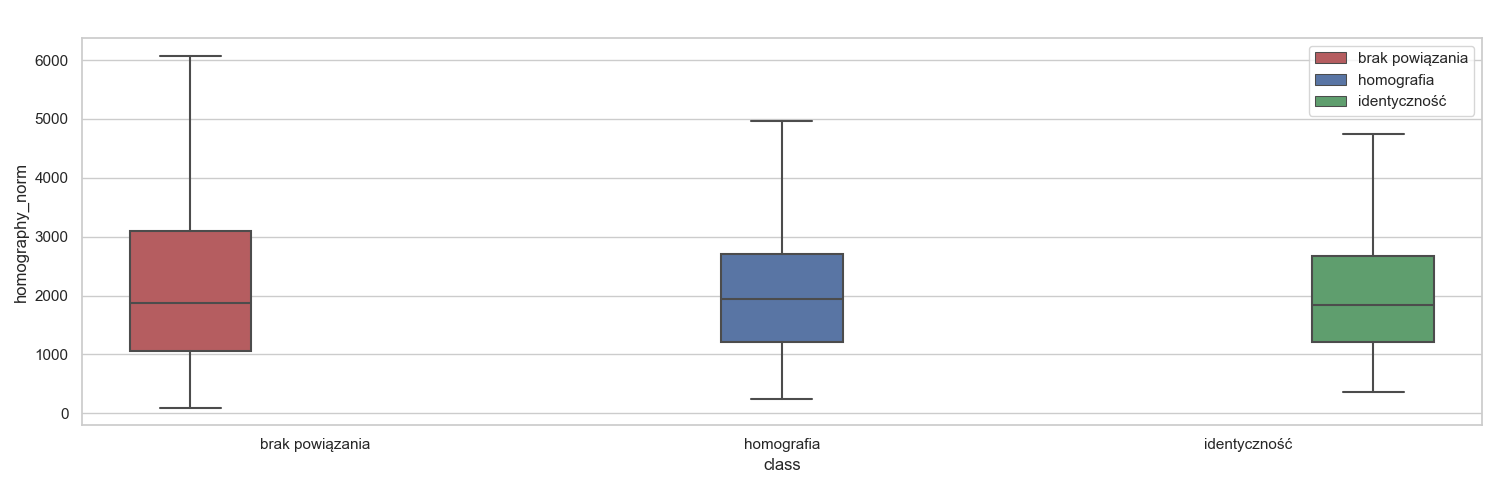 homography_norm
6000
5000
4000
3000
2000
1000
0
brak powiązania
homografia
identyczność
brak powiązania
homografia
identyczność
class